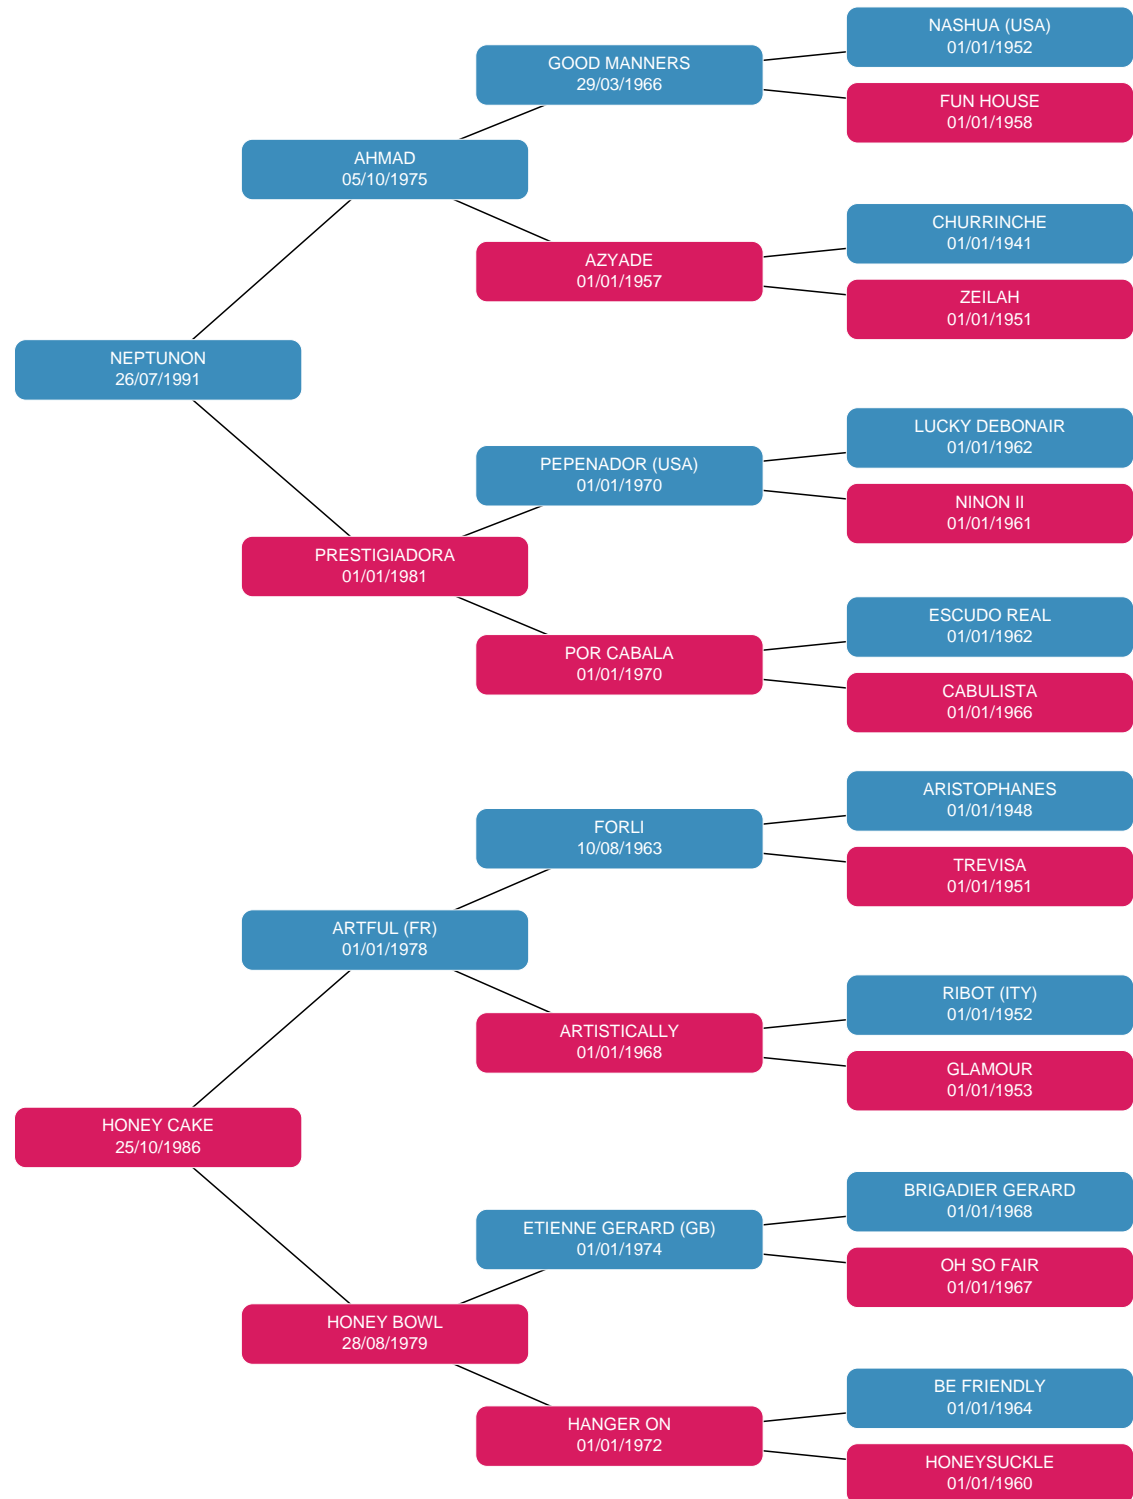 NASHUA (USA)
01/01/1952
GOOD MANNERS
29/03/1966
FUN HOUSE
01/01/1958
AHMAD
05/10/1975
CHURRINCHE
01/01/1941
AZYADE
01/01/1957
ZEILAH
01/01/1951
NEPTUNON
26/07/1991
LUCKY DEBONAIR
01/01/1962
PEPENADOR (USA)
01/01/1970
NINON II
01/01/1961
PRESTIGIADORA
01/01/1981
ESCUDO REAL
01/01/1962
POR CABALA
01/01/1970
CABULISTA
01/01/1966
ARISTOPHANES
01/01/1948
FORLI
10/08/1963
TREVISA
01/01/1951
ARTFUL (FR)
01/01/1978
RIBOT (ITY)
01/01/1952
ARTISTICALLY
01/01/1968
GLAMOUR
01/01/1953
HONEY CAKE
25/10/1986
BRIGADIER GERARD
01/01/1968
ETIENNE GERARD (GB)
01/01/1974
OH SO FAIR
01/01/1967
HONEY BOWL
28/08/1979
BE FRIENDLY
01/01/1964
HANGER ON
01/01/1972
HONEYSUCKLE
01/01/1960